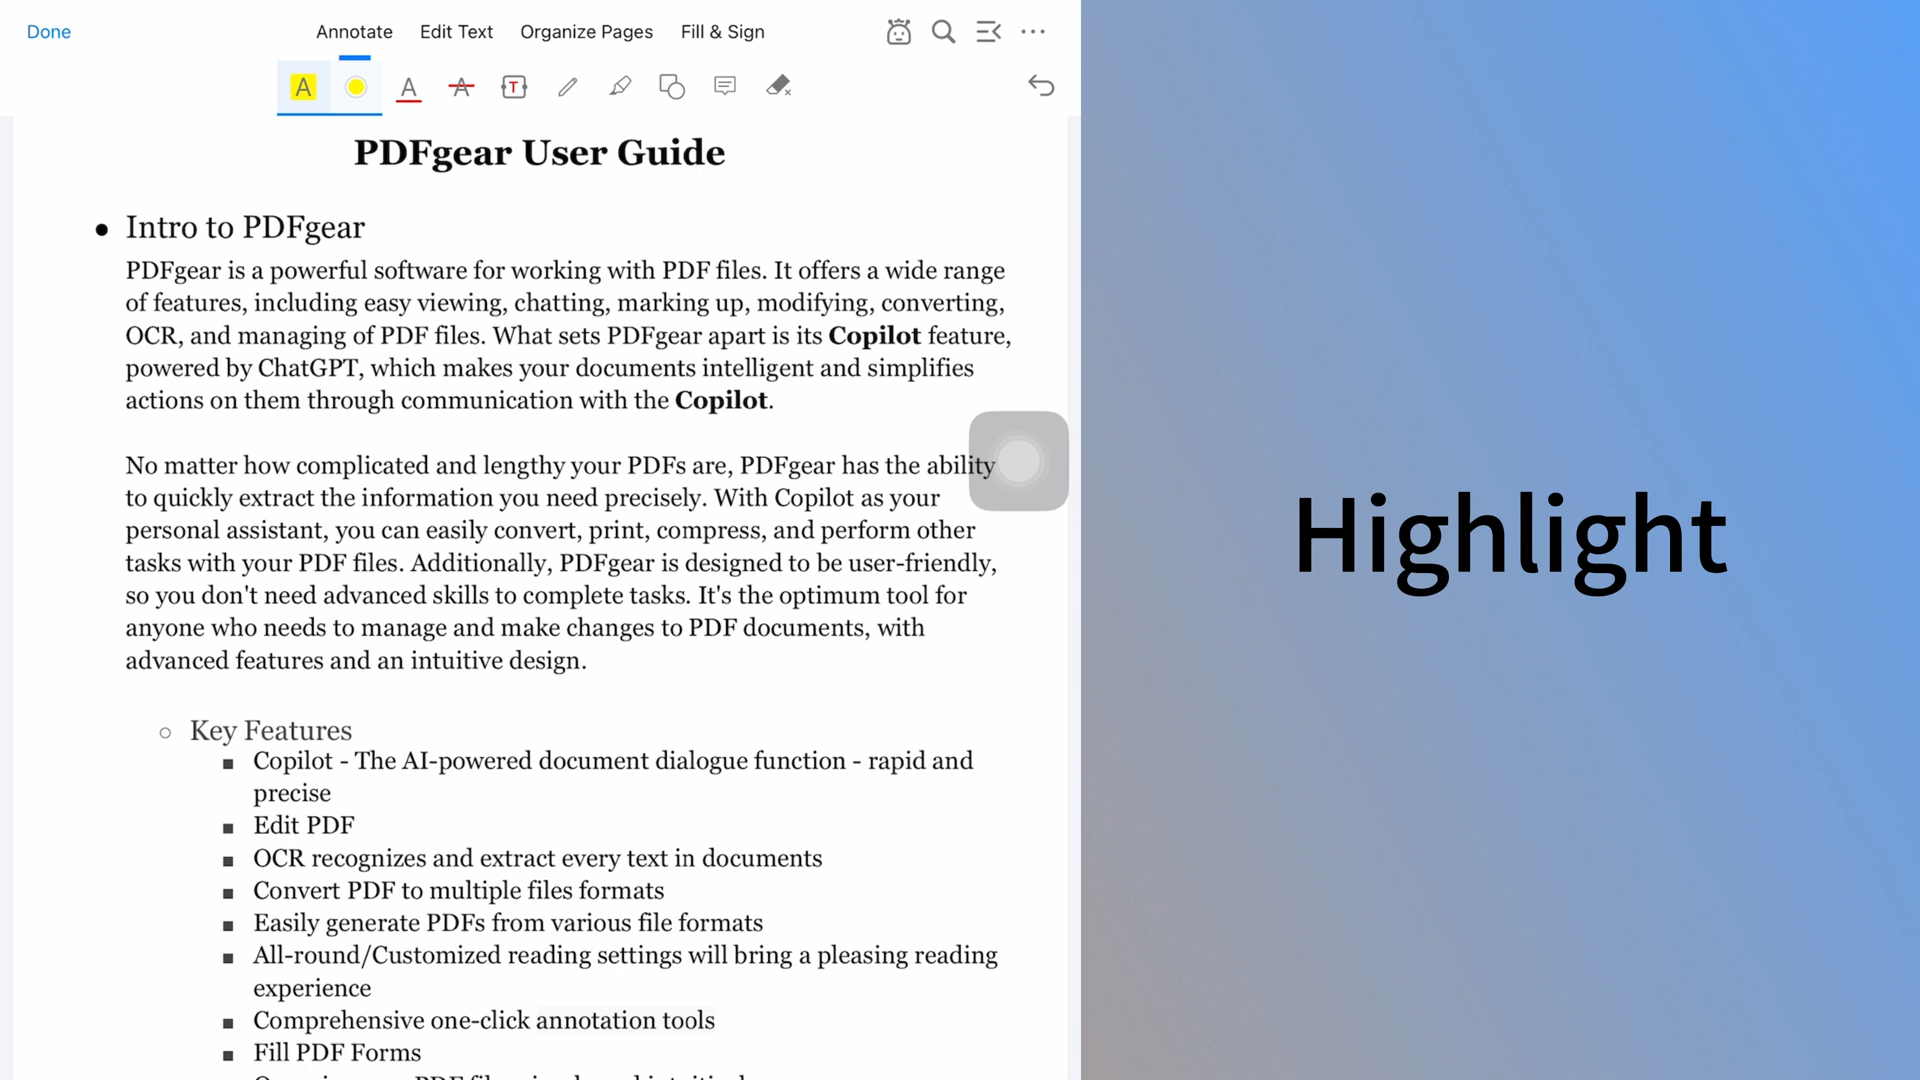 Done
Annotate
Edit Text
Organize Pages
Fill & Sign
A
A
A
T
PDFgear User Guide
Intro to PDFgear
PDFgear is a powerful software for working with PDF files. It offers a wide range
of features, including easy viewing, chatting, marking up, modifying, converting,
OCR, and managing of PDF files. What sets PDFgear apart is its Copilot feature,
powered by ChatGPT, which makes your documents intelligent and simplifies
actions on them through communication with the Copilot.
No matter how complicated and lengthy your PDFs are, PDFgear has the ability
to quickly extract the information you need precisely. With Copilot as your
personal assistant, you can easily convert, print, compress, and perform other
tasks with your PDF files. Additionally, PDFgear is designed to be user-friendly,
so you don't need advanced skills to complete tasks. It's the optimum tool for
anyone who needs to manage and make changes to PDF documents, with
advanced features and an intuitive design.
Key Features
Copilot - The AI-powered document dialogue function - rapid and
precise
Edit PDF
OCR recognizes and extract every text in documents
Convert PDF to multiple files formats
Easily generate PDFs from various file formats
All-round/Customized reading settings will bring a pleasing reading
experience
Comprehensive one-click annotation tools
Fill PDF Forms
Highlight